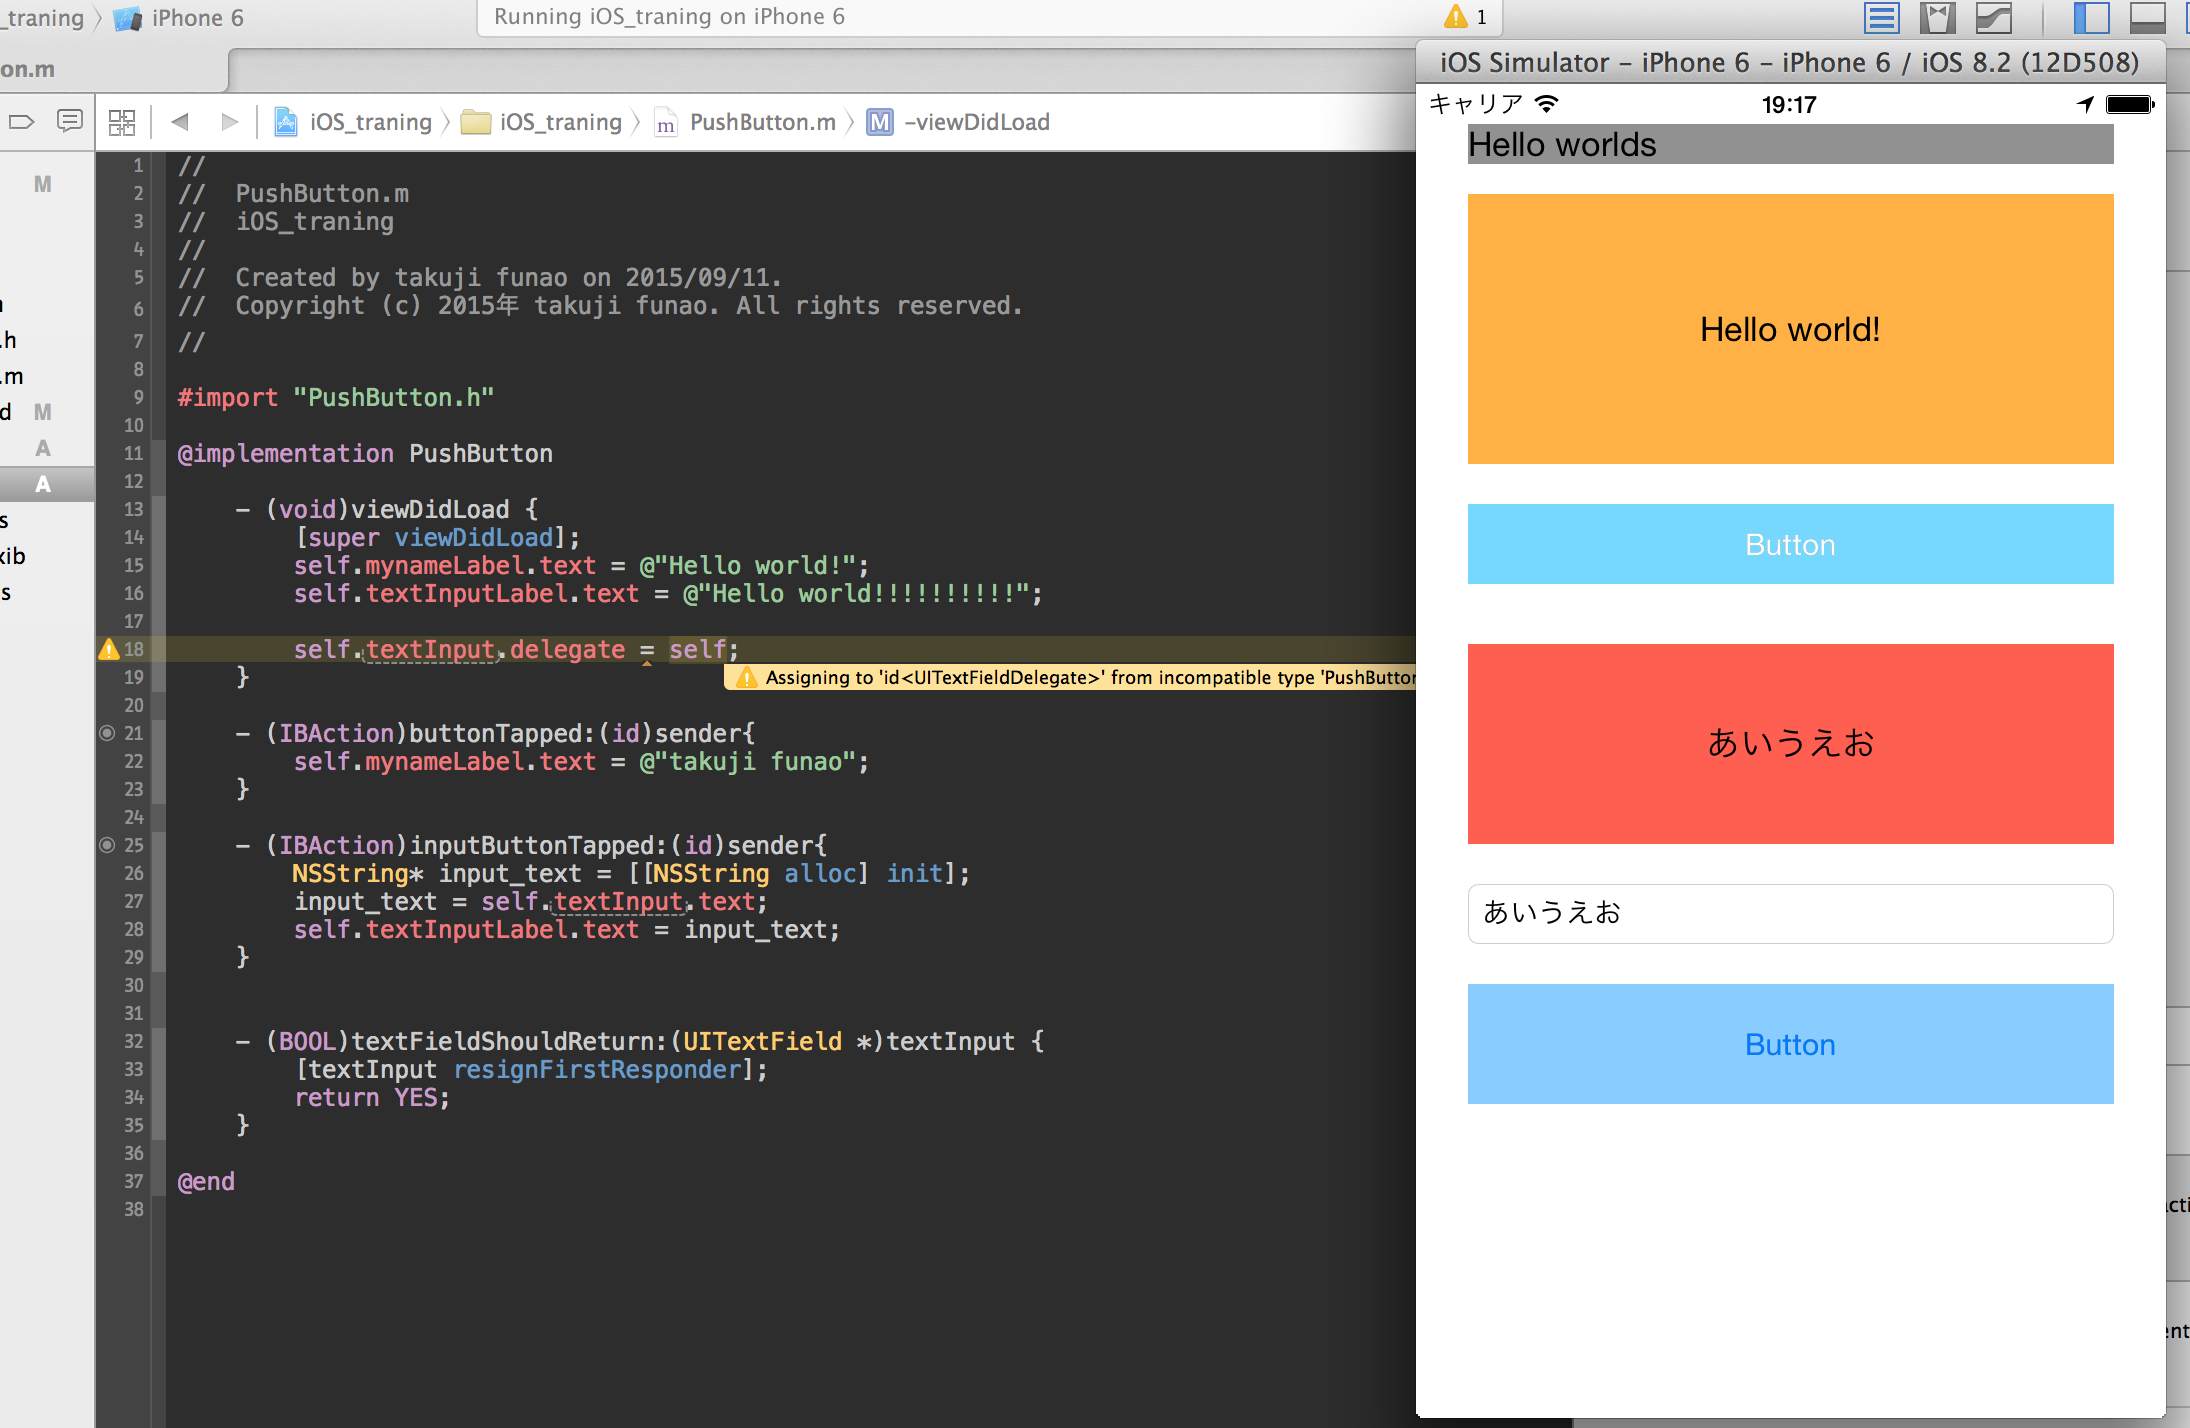 _traning iPhone 6
Running iOS_traning on iPhone 6
1
on.m
iOS_traning iOS_traning m PushButton.m M -viewDidLoad
M
.h
.m
d M
A
A
s
xib
s
1 //
2 //  PushButton.m
3 //  iOS_traning
4 //
5 //  Created by takuji funao on 2015/09/11.
6 //  Copyright (c) 2015年 takuji funao. All rights reserved.
7 //
8
9 #import "PushButton.h"
10
11 @implementation PushButton
12
13     - (void)viewDidLoad {
14         [super viewDidLoad];
15         self.mynameLabel.text = @"Hello world!";
16         self.textInputLabel.text = @"Hello world!!!!!!!!!!";
17
18         self.textInput.delegate = self;
Assigning to 'id<UITextFieldDelegate>' from incompatible type 'PushButton
19     }
20
21     - (IBAction)buttonTapped:(id)sender{
22         self.mynameLabel.text = @"takuji funao";
23     }
24
25     - (IBAction)inputButtonTapped:(id)sender{
26         NSString* input_text = [[NSString alloc] init];
27         input_text = self.textInput.text;
28         self.textInputLabel.text = input_text;
29     }
30
31
32     - (BOOL)textFieldShouldReturn:(UITextField *)textInput {
33         [textInput resignFirstResponder];
34         return YES;
35     }
36
37 @end
38
iOS Simulator - iPhone 6 - iPhone 6 / iOS 8.2 (12D508)
キャリア 19:17
Hello worlds
Hello world!
Button
あいうえお
あいうえお
Button
cti
ent